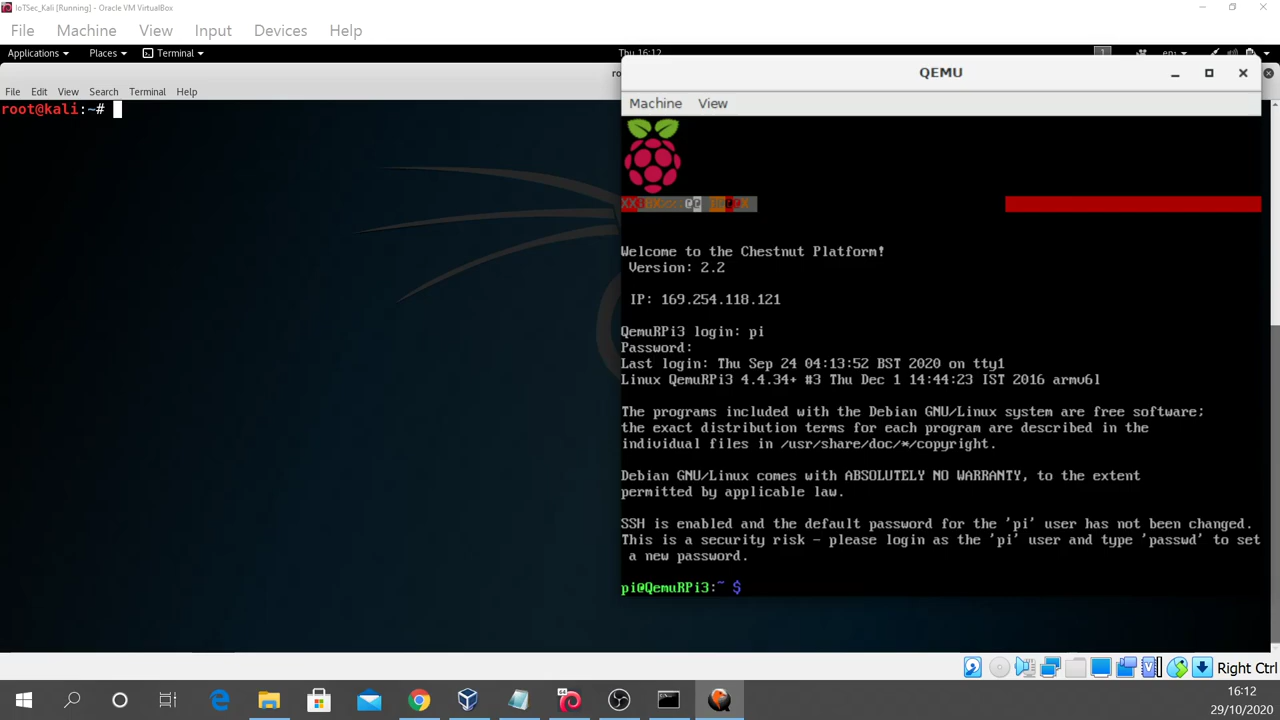 IoTSec_Kali [Running] - Oracle VM VirtualBox
File Machine View Input Devices Help
Applications Places Terminal Thu 16:12 1 en
QEMU
File Edit View Search Terminal Help
Machine View
root@kali:~#
Welcome to the Chestnut Platform!
Version: 2.2
IP: 169.254.118.121
QemuRPi3 login: pi
Password:
Last login: Thu Sep 24 04:13:52 BST 2020 on tty1
Linux QemuRPi3 4.4.34+ #3 Thu Dec 1 14:44:23 IST 2016 armv6l
The programs included with the Debian GNU/Linux system are free software;
the exact distribution terms for each program are described in the
individual files in /usr/share/doc/*/copyright.
Debian GNU/Linux comes with ABSOLUTELY NO WARRANTY, to the extent
permitted by applicable law.
SSH is enabled and the default password for the 'pi' user has not been changed.
This is a security risk - please login as the 'pi' user and type 'passwd' to set
a new password.
pi@QemuRPi3:~ $
Right Ctrl
16:12
29/10/2020